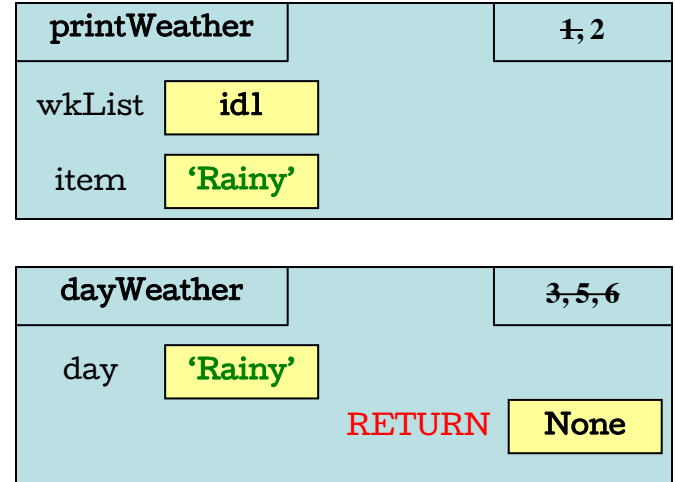 printWeather 1, 2
wkList id1
item ‘Rainy’
dayWeather 3, 5, 6
day ‘Rainy’
RETURN None